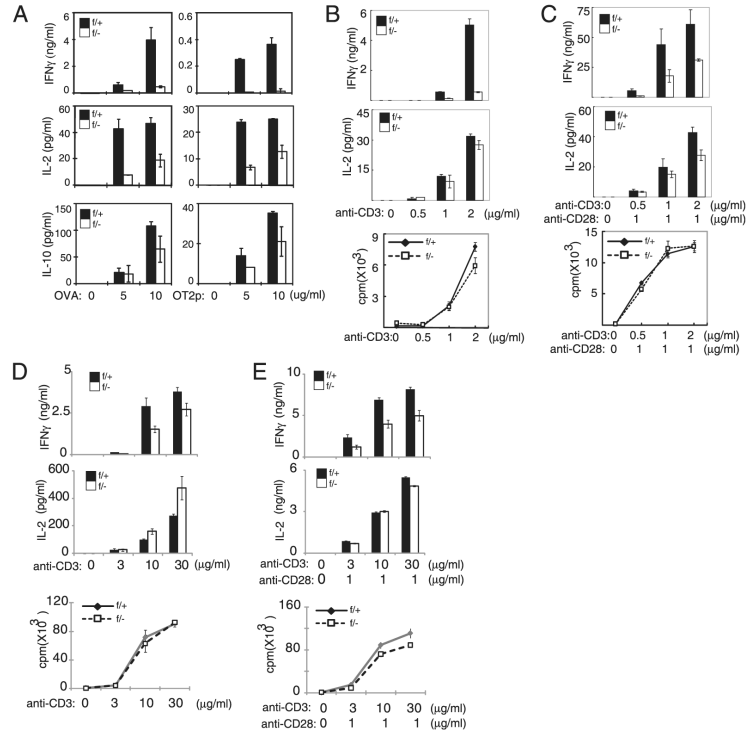 A
f/+
f/-
IFNγ (ng/ml)
6
4
2
0
0.6
0.4
0.2
0
f/+
f/-
IL-2 (pg/ml)
60
40
20
0
30
20
10
0
f/+
f/-
IL-10 (pg/ml)
150
100
50
0
40
20
0
OVA: 0 5 10 OT2p: 0 5 10 (ug/ml)
B
f/+
f/-
IFNγ (ng/ml)
6
4
2
0
f/+
f/-
IL-2 (pg/ml)
45
30
15
0
anti-CD3:0 0.5 1 2 (μg/ml)
cpm(X10³)
9
6
3
0
f/+
f/-
anti-CD3:0 0.5 1 2 (μg/ml)
C
f/+
f/-
IFNγ (ng/ml)
75
50
25
f/+
f/-
IL-2 (pg/ml)
60
40
20
0
anti-CD3:0 0.5 1 2 (μg/ml)
anti-CD28: 0 1 1 1 (μg/ml)
cpm(X10³)
15
10
5
0
f/+
f/-
anti-CD3:0 0.5 1 2 (μg/ml)
anti-CD28: 0 1 1 1 (μg/ml)
D
f/+
f/-
IFNγ (ng/ml)
5
2.5
0
f/+
f/-
IL-2 (pg/ml)
600
400
200
0
anti-CD3: 0 3 10 30 (μg/ml)
cpm(X10³)
120
80
40
0
f/+
f/-
anti-CD3: 0 3 10 30 (μg/ml)
E
f/+
f/-
IFNγ (ng/ml)
10
5
0
f/+
f/-
IL-2 (ng/ml)
6
3
0
anti-CD3: 0 3 10 30 (μg/ml)
anti-CD28: 0 1 1 1 (μg/ml)
cpm(X10³)
160
100
0
f/+
f/-
anti-CD3: 0 3 10 30 (μg/ml)
anti-CD28: 0 1 1 1 (μg/ml)